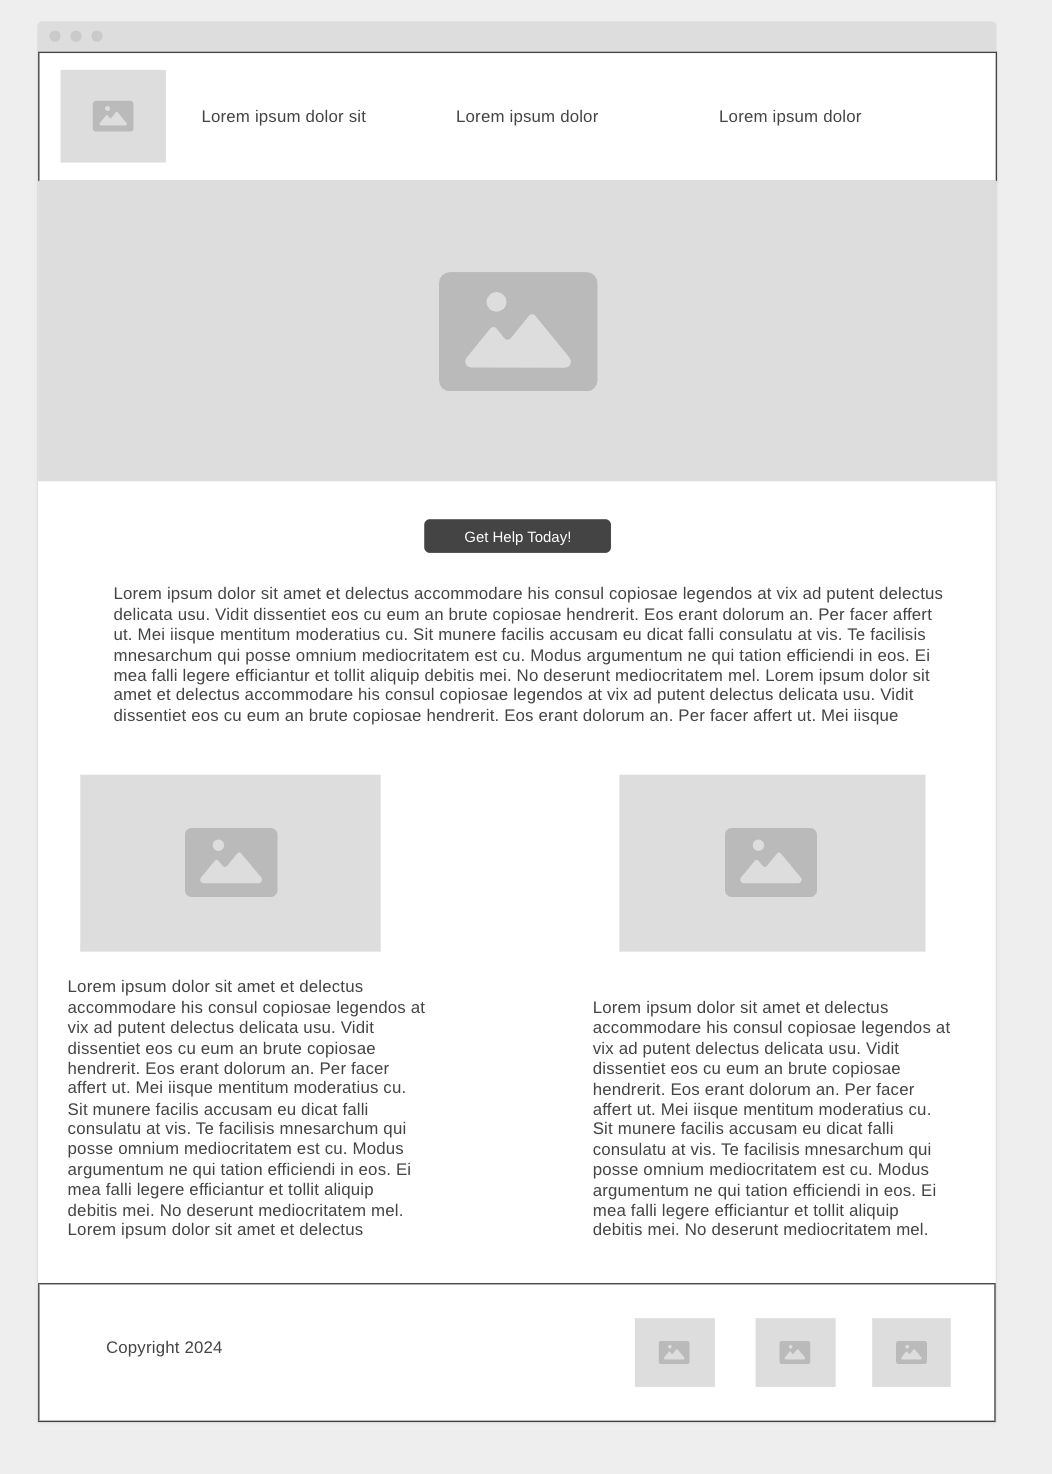 Lorem ipsum dolor sit
Lorem ipsum dolor
Lorem ipsum dolor
Get Help Today!
Lorem ipsum dolor sit amet et delectus accommodare his consul copiosae legendos at vix ad putent delectus
delicata usu. Vidit dissentiet eos cu eum an brute copiosae hendrerit. Eos erant dolorum an. Per facer affert
ut. Mei iisque mentitum moderatius cu. Sit munere facilis accusam eu dicat falli consulatu at vis. Te facilisis
mnesarchum qui posse omnium mediocritatem est cu. Modus argumentum ne qui tation efficiendi in eos. Ei
mea falli legere efficiantur et tollit aliquip debitis mei. No deserunt mediocritatem mel. Lorem ipsum dolor sit
amet et delectus accommodare his consul copiosae legendos at vix ad putent delectus delicata usu. Vidit
dissentiet eos cu eum an brute copiosae hendrerit. Eos erant dolorum an. Per facer affert ut. Mei iisque
Lorem ipsum dolor sit amet et delectus
accommodare his consul copiosae legendos at
vix ad putent delectus delicata usu. Vidit
dissentiet eos cu eum an brute copiosae
hendrerit. Eos erant dolorum an. Per facer
affert ut. Mei iisque mentitum moderatius cu.
Sit munere facilis accusam eu dicat falli
consulatu at vis. Te facilisis mnesarchum qui
posse omnium mediocritatem est cu. Modus
argumentum ne qui tation efficiendi in eos. Ei
mea falli legere efficiantur et tollit aliquip
debitis mei. No deserunt mediocritatem mel.
Lorem ipsum dolor sit amet et delectus
Lorem ipsum dolor sit amet et delectus
accommodare his consul copiosae legendos at
vix ad putent delectus delicata usu. Vidit
dissentiet eos cu eum an brute copiosae
hendrerit. Eos erant dolorum an. Per facer
affert ut. Mei iisque mentitum moderatius cu.
Sit munere facilis accusam eu dicat falli
consulatu at vis. Te facilisis mnesarchum qui
posse omnium mediocritatem est cu. Modus
argumentum ne qui tation efficiendi in eos. Ei
mea falli legere efficiantur et tollit aliquip
debitis mei. No deserunt mediocritatem mel.
Copyright 2024